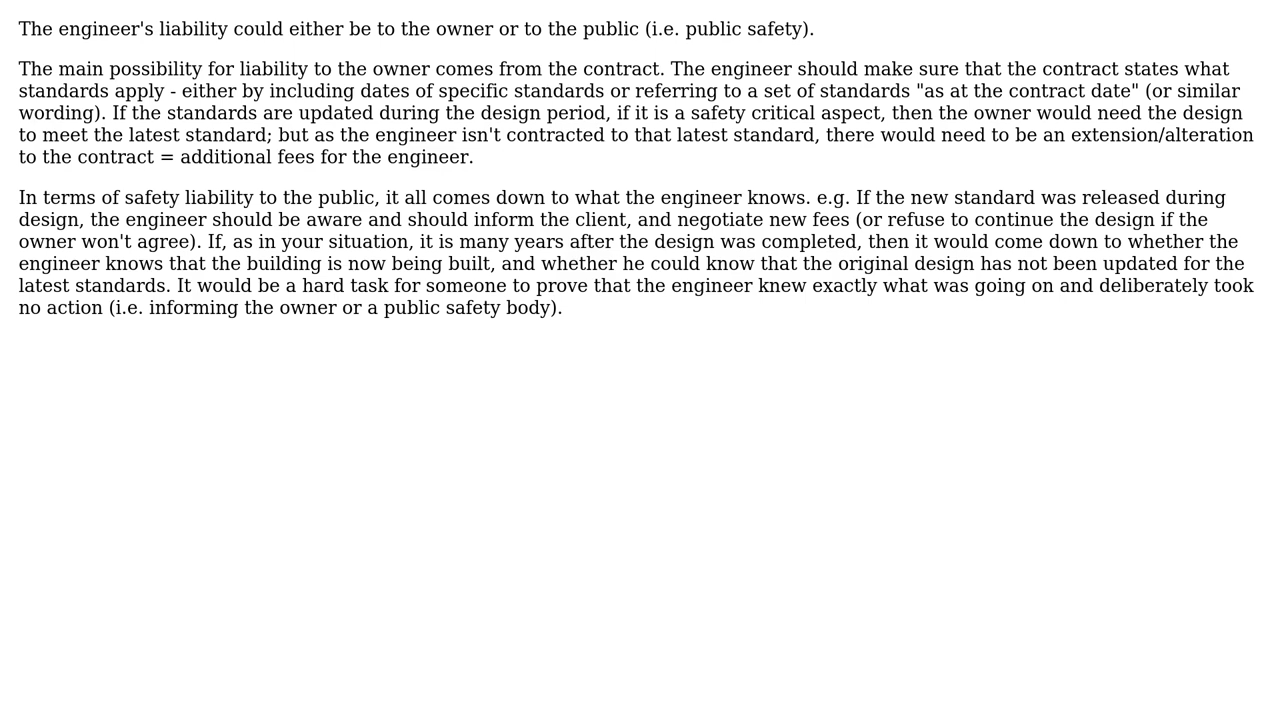 The engineer's liability could either be to the owner or to the public (i.e. public safety).
The main possibility for liability to the owner comes from the contract. The engineer should make sure that the contract states what
standards apply - either by including dates of specific standards or referring to a set of standards "as at the contract date" (or similar
wording). If the standards are updated during the design period, if it is a safety critical aspect, then the owner would need the design
to meet the latest standard; but as the engineer isn't contracted to that latest standard, there would need to be an extension/alteration
to the contract = additional fees for the engineer.
In terms of safety liability to the public, it all comes down to what the engineer knows. e.g. If the new standard was released during
design, the engineer should be aware and should inform the client, and negotiate new fees (or refuse to continue the design if the
owner won't agree). If, as in your situation, it is many years after the design was completed, then it would come down to whether the
engineer knows that the building is now being built, and whether he could know that the original design has not been updated for the
latest standards. It would be a hard task for someone to prove that the engineer knew exactly what was going on and deliberately took
no action (i.e. informing the owner or a public safety body).